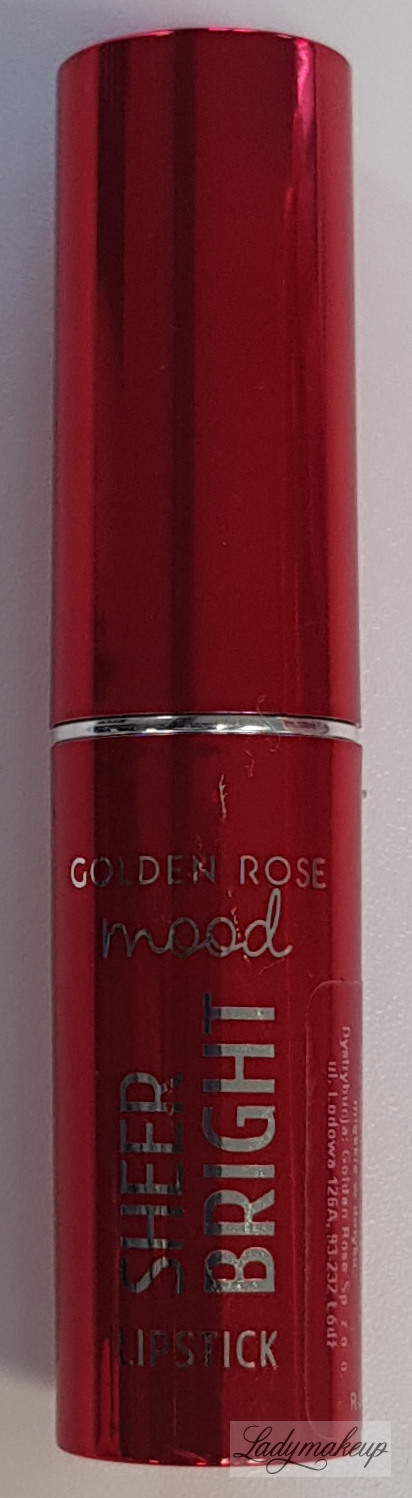 GOLDEN ROSE
mood
SHEER
BRIGHT
LIPSTICK
Dystrybucja: Golden Rose Sp. z o.o.
ul. Lodowa 126A, 93-232 Łódź
Ladymakeup